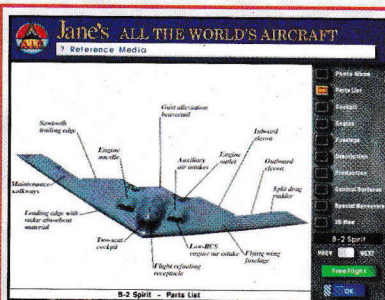 Jane's ALL THE WORLD'S AIRCRAFT
? Reference Media
Photo Album
Parts List
Cockpit
Engine
Fuselage
Description
Production
Control Surfaces
Special Maneuvers
3D View
B-2 Spirit
PREV NEXT
Free Flight
OK
Gust alleviation
beavertail
Sawtooth
trailing edge
Engine
nacelle
Auxiliary
air intakes
Engine
outlet
Inboard
elevon
Outboard
elevon
Split drag
rudder
Maintenance
walkways
Leading edge with
radar absorbent
material
Two-seat
cockpit
Flight refueling
receptacle
Low-RCS
engine air intake
Flying wing
fuselage
B-2 Spirit - Parts List